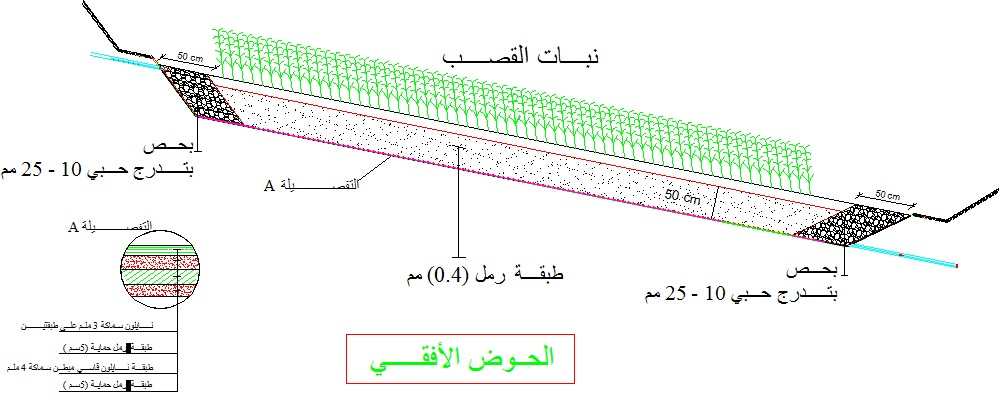 50 cm
نبات القصب
بحص
بتدرج حبي 10 - 25 مم
التفصيلة A
50 cm
50 cm
التفصيلة A
طبقة رمل (0.4) مم
بحص
بتدرج حبي 10 - 25 مم
نايلون سماكة 3 ملم على طبقتين
طبقة رمل حماية (5سم)
طبقة نايلون قاسي مبطن سماكة 4 ملم
طبقة رمل حماية (5سم)
الحوض الأفقي